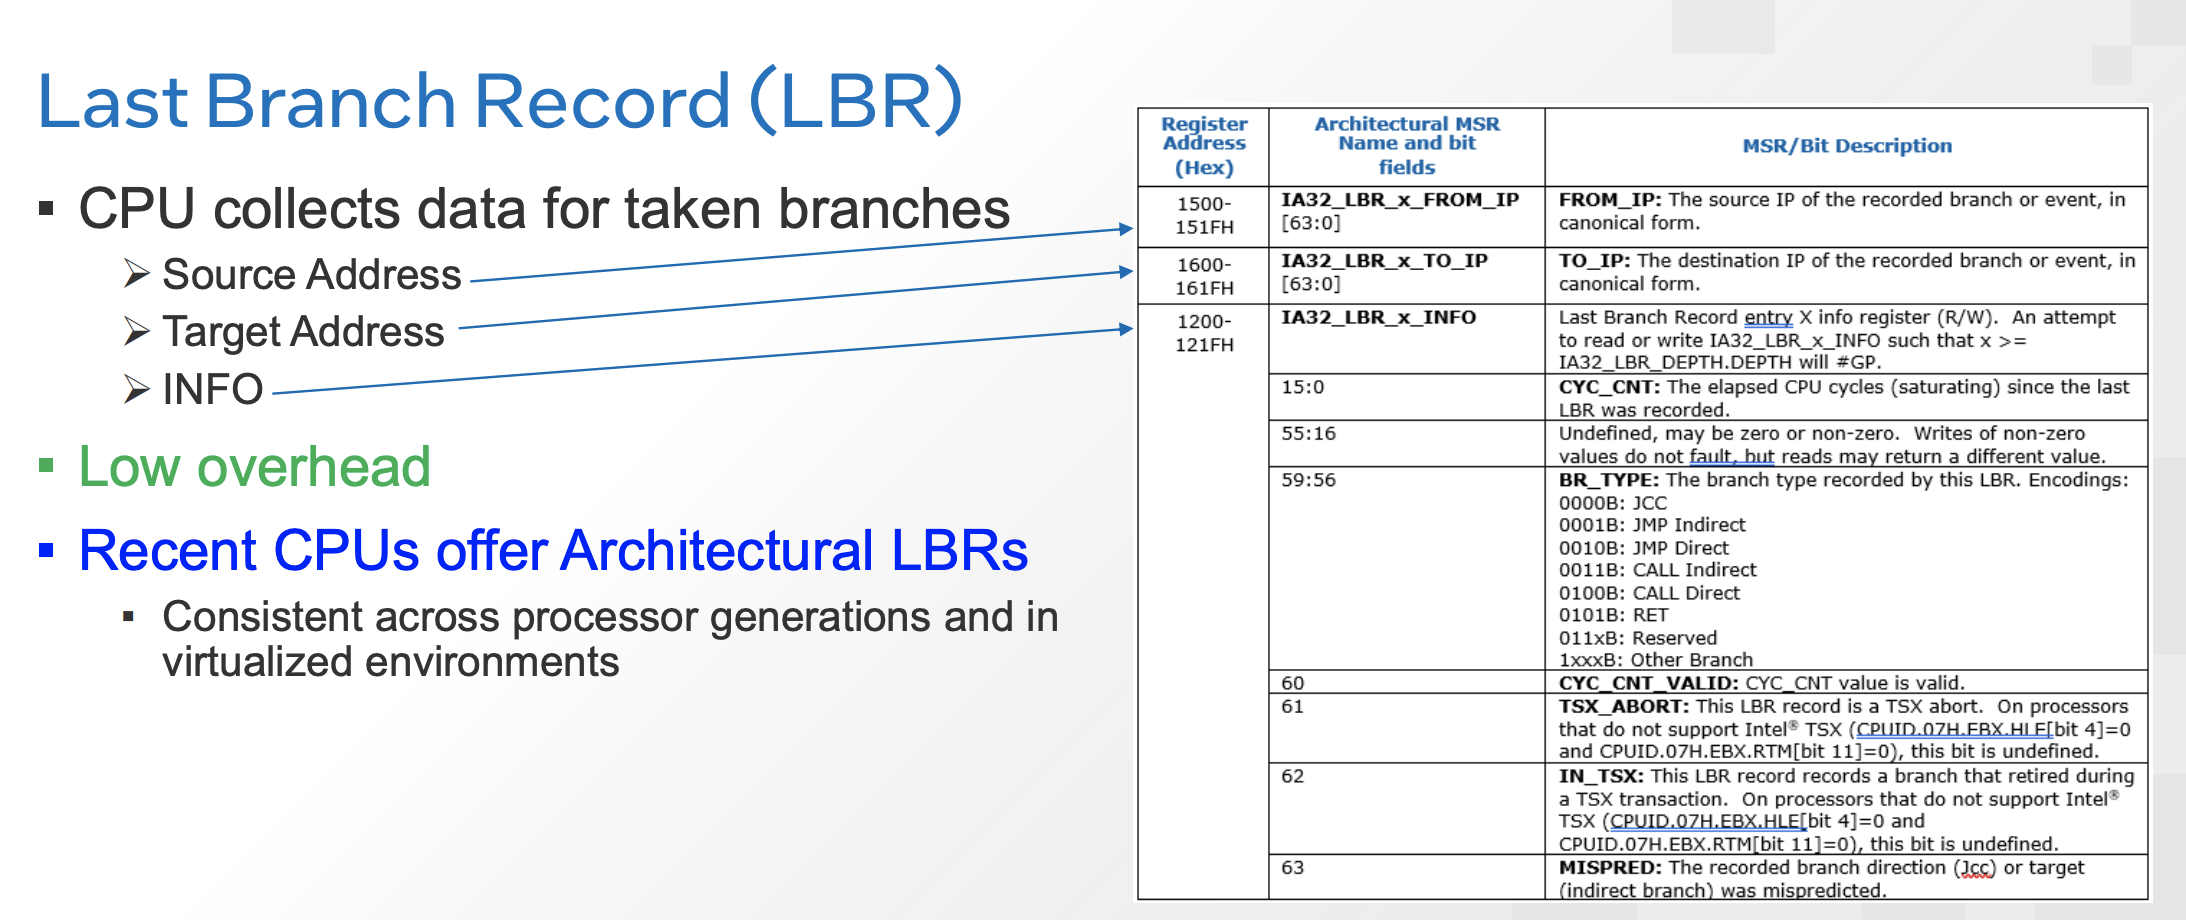 Last Branch Record (LBR)
▪ CPU collects data for taken branches
➢ Source Address
➢ Target Address
➢ INFO
▪ Low overhead
▪ Recent CPUs offer Architectural LBRs
▪ Consistent across processor generations and in
virtualized environments
Register
Address
(Hex)
Architectural MSR
Name and bit
fields
MSR/Bit Description
1500-
151FH
IA32_LBR_x_FROM_IP
[63:0]
FROM_IP: The source IP of the recorded branch or event, in
canonical form.
1600-
161FH
IA32_LBR_x_TO_IP
[63:0]
TO_IP: The destination IP of the recorded branch or event, in
canonical form.
1200-
121FH
IA32_LBR_x_INFO
Last Branch Record entry X info register (R/W). An attempt
to read or write IA32_LBR_x_INFO such that x >=
IA32_LBR_DEPTH.DEPTH will #GP.
15:0
CYC_CNT: The elapsed CPU cycles (saturating) since the last
LBR was recorded.
55:16
Undefined, may be zero or non-zero. Writes of non-zero
values do not fault, but reads may return a different value.
59:56
BR_TYPE: The branch type recorded by this LBR. Encodings:
0000B: JCC
0001B: JMP Indirect
0010B: JMP Direct
0011B: CALL Indirect
0100B: CALL Direct
0101B: RET
011xB: Reserved
1xxxB: Other Branch
60
CYC_CNT_VALID: CYC_CNT value is valid.
61
TSX_ABORT: This LBR record is a TSX abort. On processors
that do not support Intel® TSX (CPUID.07H.EBX.HLE[bit 4]=0
and CPUID.07H.EBX.RTM[bit 11]=0), this bit is undefined.
62
IN_TSX: This LBR record records a branch that retired during
a TSX transaction. On processors that do not support Intel®
TSX (CPUID.07H.EBX.HLE[bit 4]=0 and
CPUID.07H.EBX.RTM[bit 11]=0), this bit is undefined.
63
MISPRED: The recorded branch direction (Jcc) or target
(indirect branch) was mispredicted.